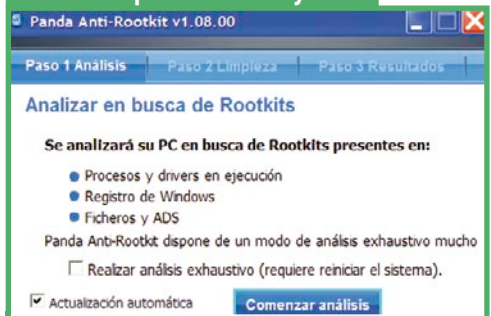 Panda Anti-Rootkit v1.08.00
Paso 1 Análisis Paso 2 Limpieza Paso 3 Resultados
Analizar en busca de Rootkits
Se analizará su PC en busca de Rootkits presentes en:
Procesos y drivers en ejecución
Registro de Windows
Ficheros y ADS
Panda Anti-Rootkit dispone de un modo de análisis exhaustivo mucho
Realizar análisis exhaustivo (requiere reiniciar el sistema).
Actualización automática Comenzar análisis